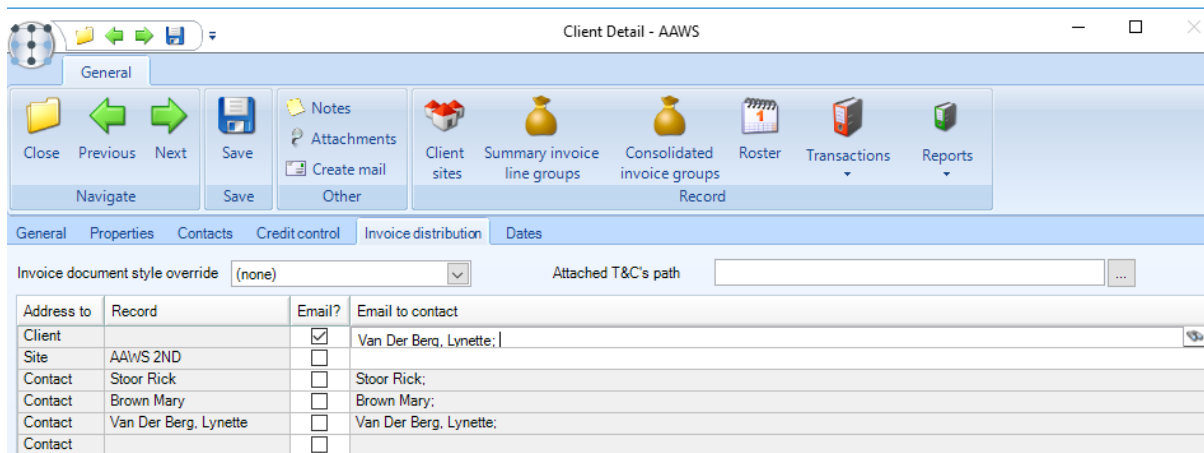 Client Detail - AAWS
General
Close Previous Next
Navigate
Save
Save
Notes
Attachments
Create mail
Other
Client sites
Summary invoice line groups
Consolidated invoice groups
1
Roster
Transactions
Reports
Record
General Properties Contacts Credit control Invoice distribution Dates
Invoice document style override (none) Attached T&C's path ...
Address to Record Email? Email to contact
Client Van Der Berg, Lynette;
Site AAWS 2ND
Contact Stoor Rick Stoor Rick;
Contact Brown Mary Brown Mary;
Contact Van Der Berg, Lynette Van Der Berg, Lynette;
Contact